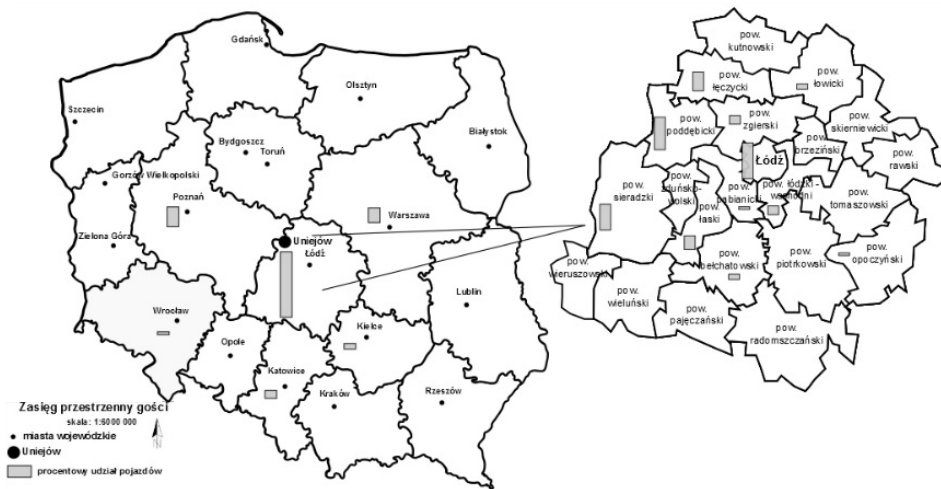 Gdańsk
Olsztyn
Szczecin
Białystok
Bydgoszcz
Toruń
Gorzów Wielkopolski
Poznań
Warszawa
Zielona Góra
Uniejów
Łódź
Lublin
Wrocław
Kielce
Opole
Katowice
Kraków
Rzeszów
Zasięg przestrzenny gości
skala: 1:6000 000
N
miasta wojewódzkie
Uniejów
procentowy udział pojazdów
pow.
kutnowski
pow.
łęczycki
pow.
łowicki
pow.
poddębicki
pow.
zgierski
pow.
skierniewicki
pow.
brzeziński
pow.
rawski
Łódź
pow.
sieradzki
pow.
zduńsko-
wolski
pow.
pabianicki
pow. łódzki -
wschodni
pow.
tomaszowski
pow.
łaski
pow.
wieruszowski
pow.
bełchatowski
pow.
piotrkowski
pow.
opoczyński
pow.
wieluński
pow.
pajęczański
pow.
radomszczański